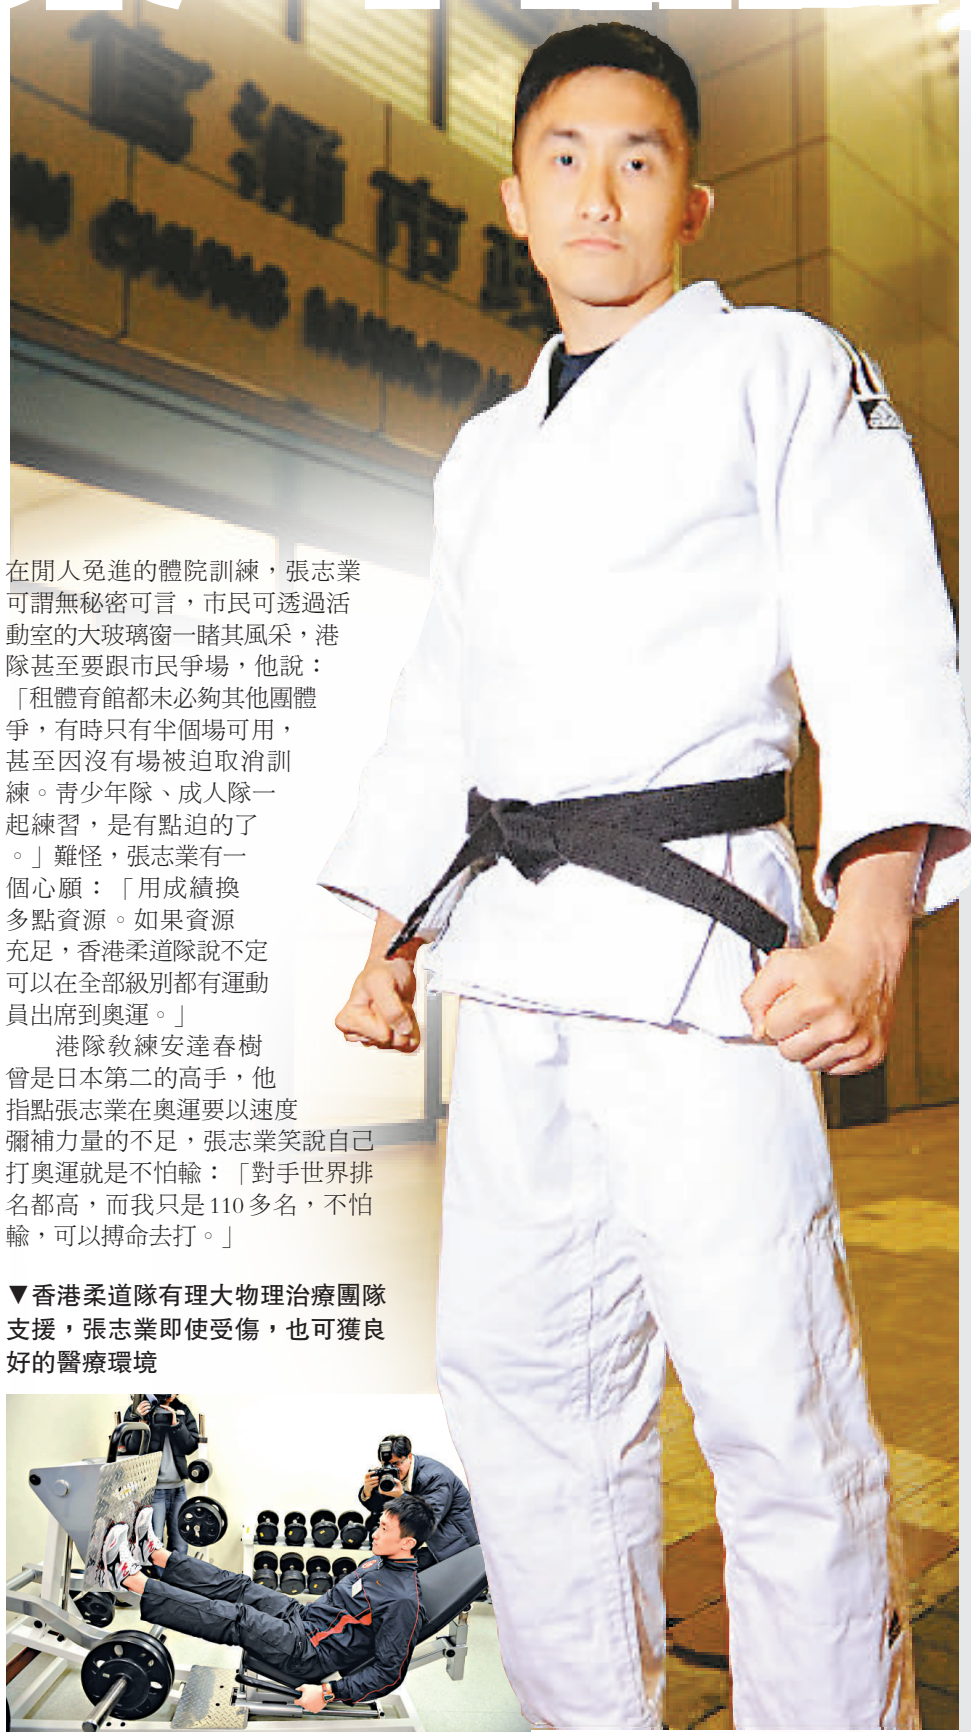 官涌市政
CHUNG MUNICIPAL
在閒人免進的體院訓練，張志業
可謂無秘密可言，市民可透過活
動室的大玻璃窗一睹其風采，港
隊甚至要跟市民爭場，他說：
「租體育館都未必夠其他團體
爭，有時只有半個場可用，
甚至因沒有場被迫取消訓
練。青少年隊、成人隊一
起練習，是有點迫的了
。」難怪，張志業有一
個心願：「用成績換
多點資源。如果資源
充足，香港柔道隊說不定
可以在全部級別都有運動
員出席到奧運。」
港隊教練安達春樹
曾是日本第二的高手，他
指點張志業在奧運要以速度
彌補力量的不足，張志業笑說自己
打奧運就是不怕輸：「對手世界排
名都高，而我只是110多名，不怕
輸，可以搏命去打。」
▼香港柔道隊有理大物理治療團隊
支援，張志業即使受傷，也可獲良
好的醫療環境